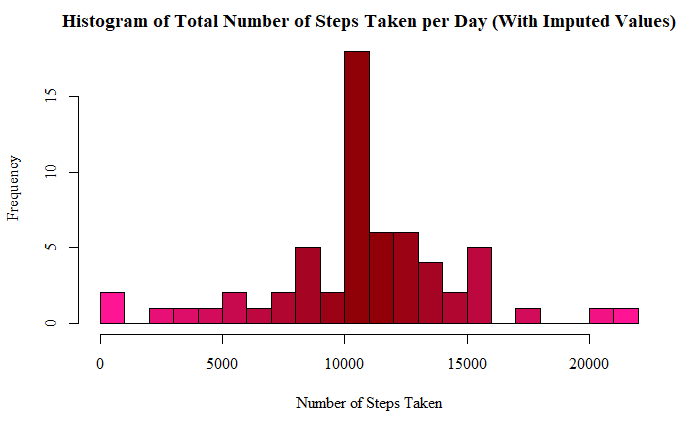 Histogram of Total Number of Steps Taken per Day (With Imputed Values)
Frequency
15
10
5
0
0 5000 10000 15000 20000
Number of Steps Taken